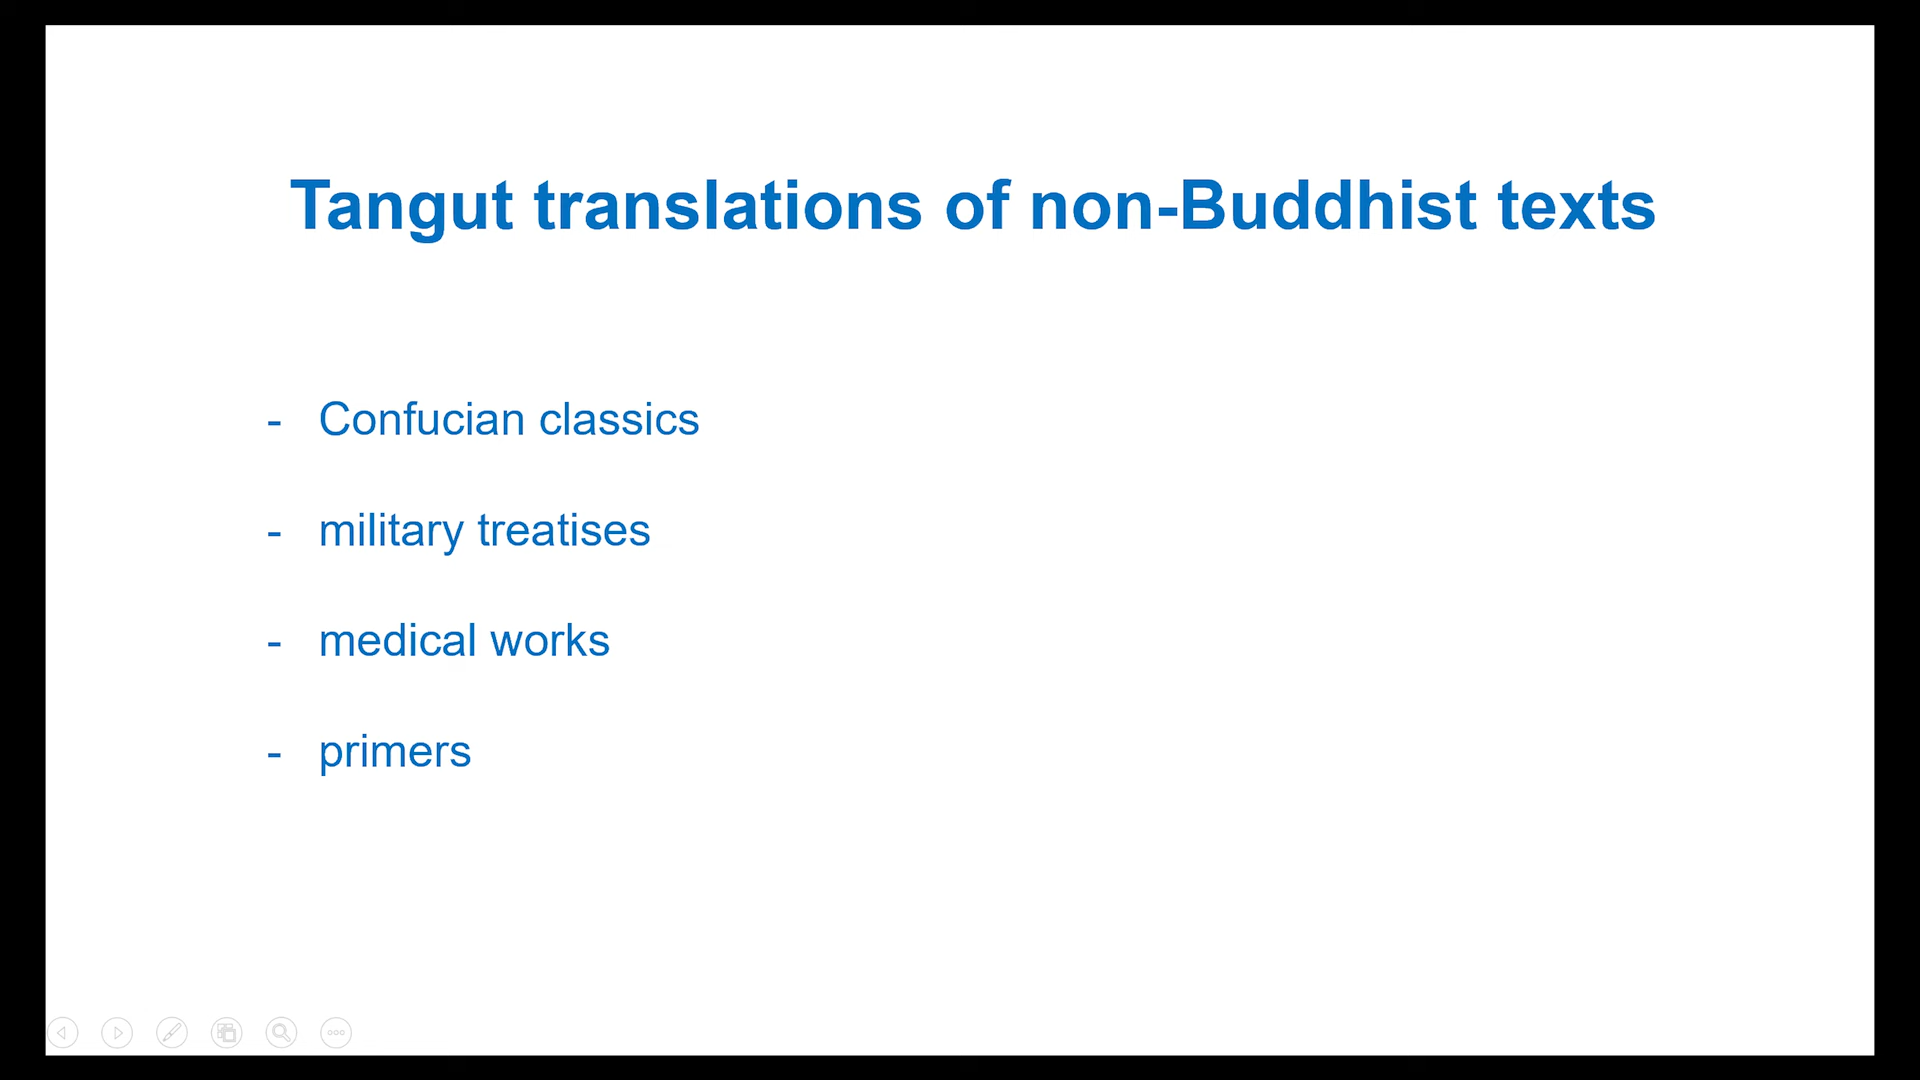 Tangut translations of non-Buddhist texts
- Confucian classics
- military treatises
- medical works
- primers